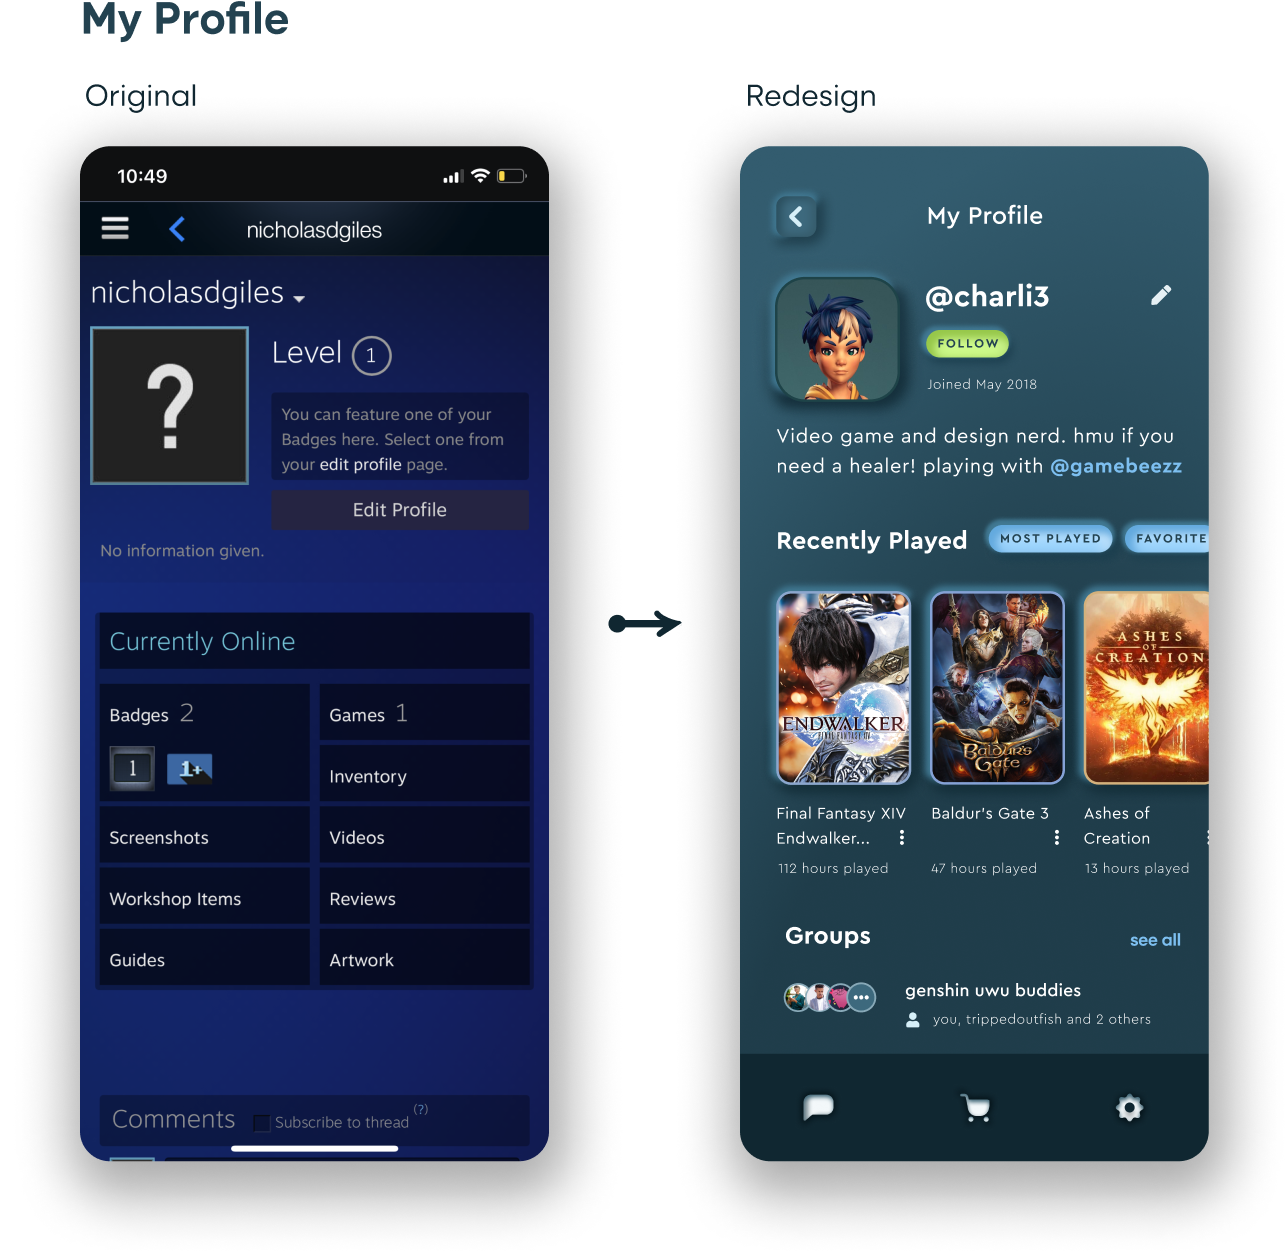 My Profile
Original
Redesign
10:49
nicholasdgiles
nicholasdgiles
?
Level 1
You can feature one of your
Badges here. Select one from
your edit profile page.
Edit Profile
No information given.
Currently Online
Badges 2
Games 1
1
1+
Inventory
Screenshots
Videos
Workshop Items
Reviews
Guides
Artwork
Comments
Subscribe to thread (?)
My Profile
@charli3
FOLLOW
Joined May 2018
Video game and design nerd. hmu if you
need a healer! playing with @gamebeezz
Recently Played
MOST PLAYED
FAVORITE
ENDWALKER
FINAL FANTASY XIV
BALDUR'S
GATE
ASHES
OF
CREATION
Final Fantasy XIV
Endwalker...
112 hours played
Baldur's Gate 3
47 hours played
Ashes of
Creation
13 hours played
Groups
see all
genshin uwu buddies
you, trippedoutfish and 2 others